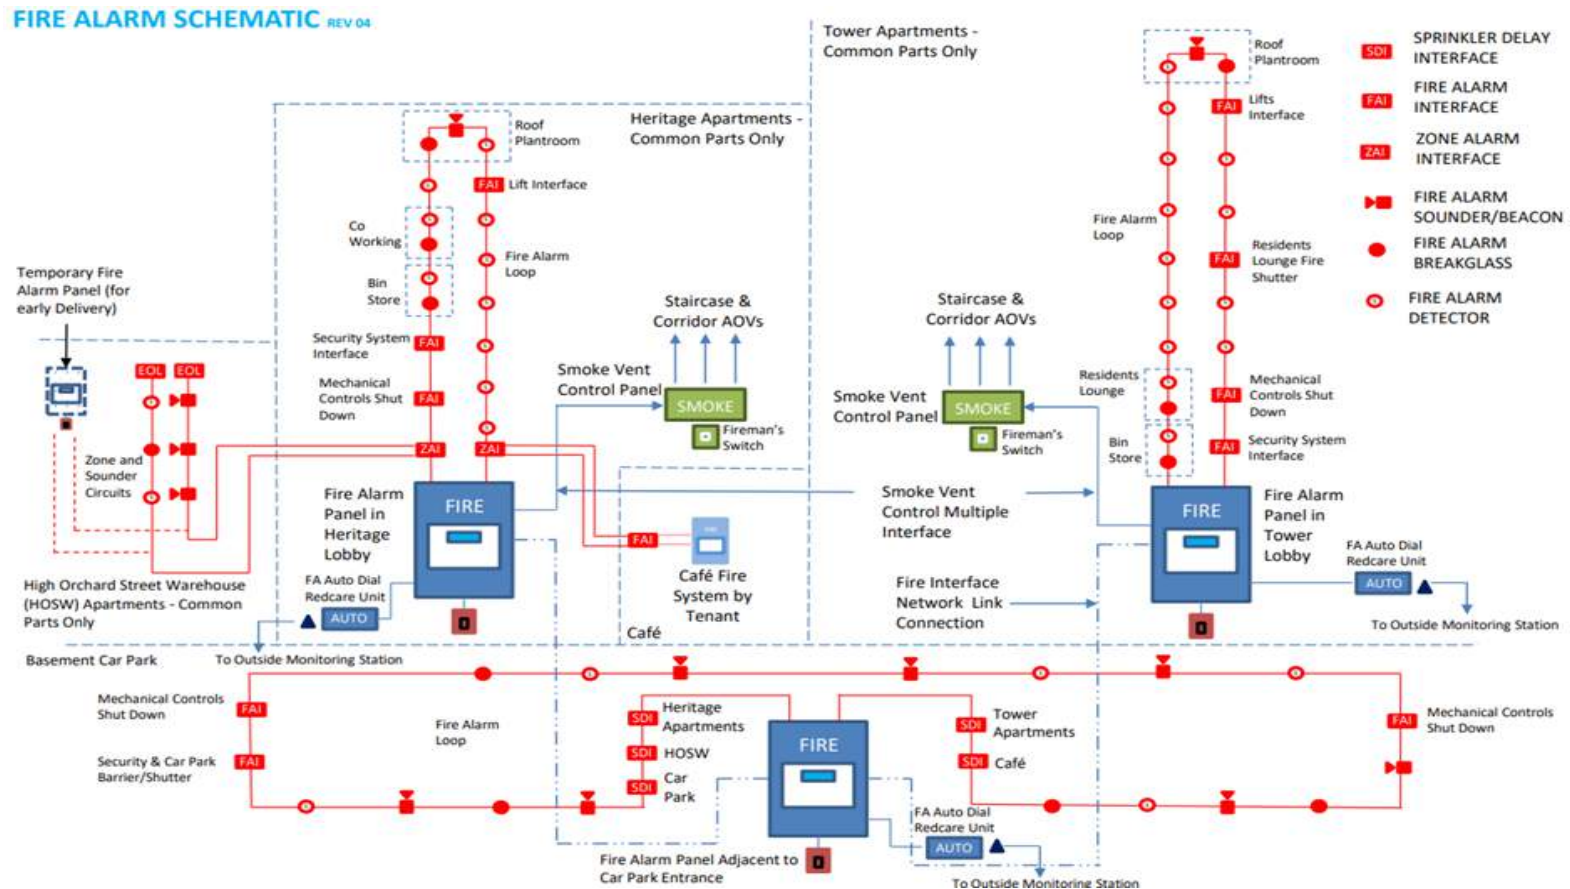 FIRE ALARM SCHEMATIC REV 04
Tower Apartments -
Common Parts Only
Roof
Plantroom
SDI
SPRINKLER DELAY
INTERFACE
FAI
FIRE ALARM
INTERFACE
ZAI
ZONE ALARM
INTERFACE
FIRE ALARM
SOUNDER/BEACON
FIRE ALARM
BREAKGLASS
FIRE ALARM
DETECTOR
Heritage Apartments -
Common Parts Only
Roof
Plantroom
FAI
Lift Interface
Co
Working
Fire Alarm
Loop
Bin
Store
Security System
Interface
FAI
Mechanical
Controls Shut
Down
FAI
ZAI
ZAI
Temporary Fire
Alarm Panel (for
early Delivery)
EOL
EOL
Zone and
Sounder
Circuits
High Orchard Street Warehouse
(HOSW) Apartments - Common
Parts Only
Fire Alarm
Panel in
Heritage
Lobby
FIRE
FA Auto Dial
Redcare Unit
AUTO
To Outside Monitoring Station
Staircase &
Corridor AOVs
Smoke Vent
Control Panel
SMOKE
Fireman's
Switch
FAI
Café Fire
System by
Tenant
Café
Staircase &
Corridor AOVs
Smoke Vent
Control Panel
SMOKE
Fireman's
Switch
Smoke Vent
Control Multiple
Interface
Fire Interface
Network Link
Connection
FAI
Lifts
Interface
Fire Alarm
Loop
FAI
Residents
Lounge Fire
Shutter
Residents
Lounge
FAI
Mechanical
Controls Shut
Down
Bin
Store
FAI
Security System
Interface
FIRE
Fire Alarm
Panel in
Tower
Lobby
FA Auto Dial
Redcare Unit
AUTO
To Outside Monitoring Station
Basement Car Park
Mechanical Controls
Shut Down
FAI
Security & Car Park
Barrier/Shutter
FAI
Fire Alarm
Loop
SDI
Heritage
Apartments
SDI
HOSW
SDI
Car
Park
FIRE
SDI
Tower
Apartments
SDI
Café
FAI
Mechanical Controls
Shut Down
Fire Alarm Panel Adjacent to
Car Park Entrance
FA Auto Dial
Redcare Unit
AUTO
To Outside Monitoring Station